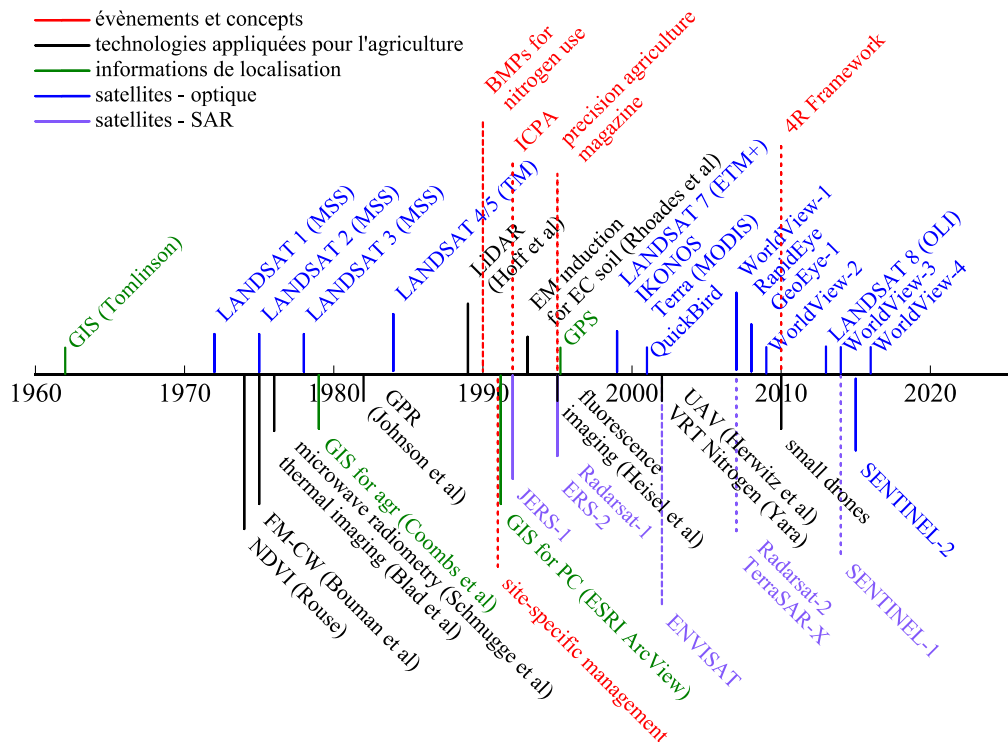 évènements et concepts
technologies appliquées pour l'agriculture
informations de localisation
satellites - optique
satellites - SAR
BMPs for
nitrogen use
ICPA
precision agriculture
magazine
4R Framework
GIS (Tomlinson)
LANDSAT 1 (MSS)
LANDSAT 2 (MSS)
LANDSAT 3 (MSS)
LANDSAT 4/5 (TM)
LiDAR
(Hoff et al)
EM induction
for EC soil (Rhoades et al)
GPS
LANDSAT 7 (ETM+)
IKONOS
Terra (MODIS)
QuickBird
WorldView-1
RapidEye
GeoEye-1
WorldView-2
LANDSAT 8 (OLI)
WorldView-3
WorldView-4
1960
1970
1980
1990
2000
2010
2020
NDVI (Rouse)
FM-CW (Bouman et al)
thermal imaging (Blad et al)
microwave radiometry (Schmugge et al)
GIS for agr (Coombs et al)
GPR
(Johnson et al)
site-specific management
GIS for PC (ESRI ArcView)
JERS-1
ERS-2
Radarsat-1
fluorescence
imaging (Heisel et al)
ENVISAT
VRT Nitrogen (Yara)
UAV (Herwitz et al)
Radarsat-2
TerraSAR-X
small drones
SENTINEL-1
SENTINEL-2